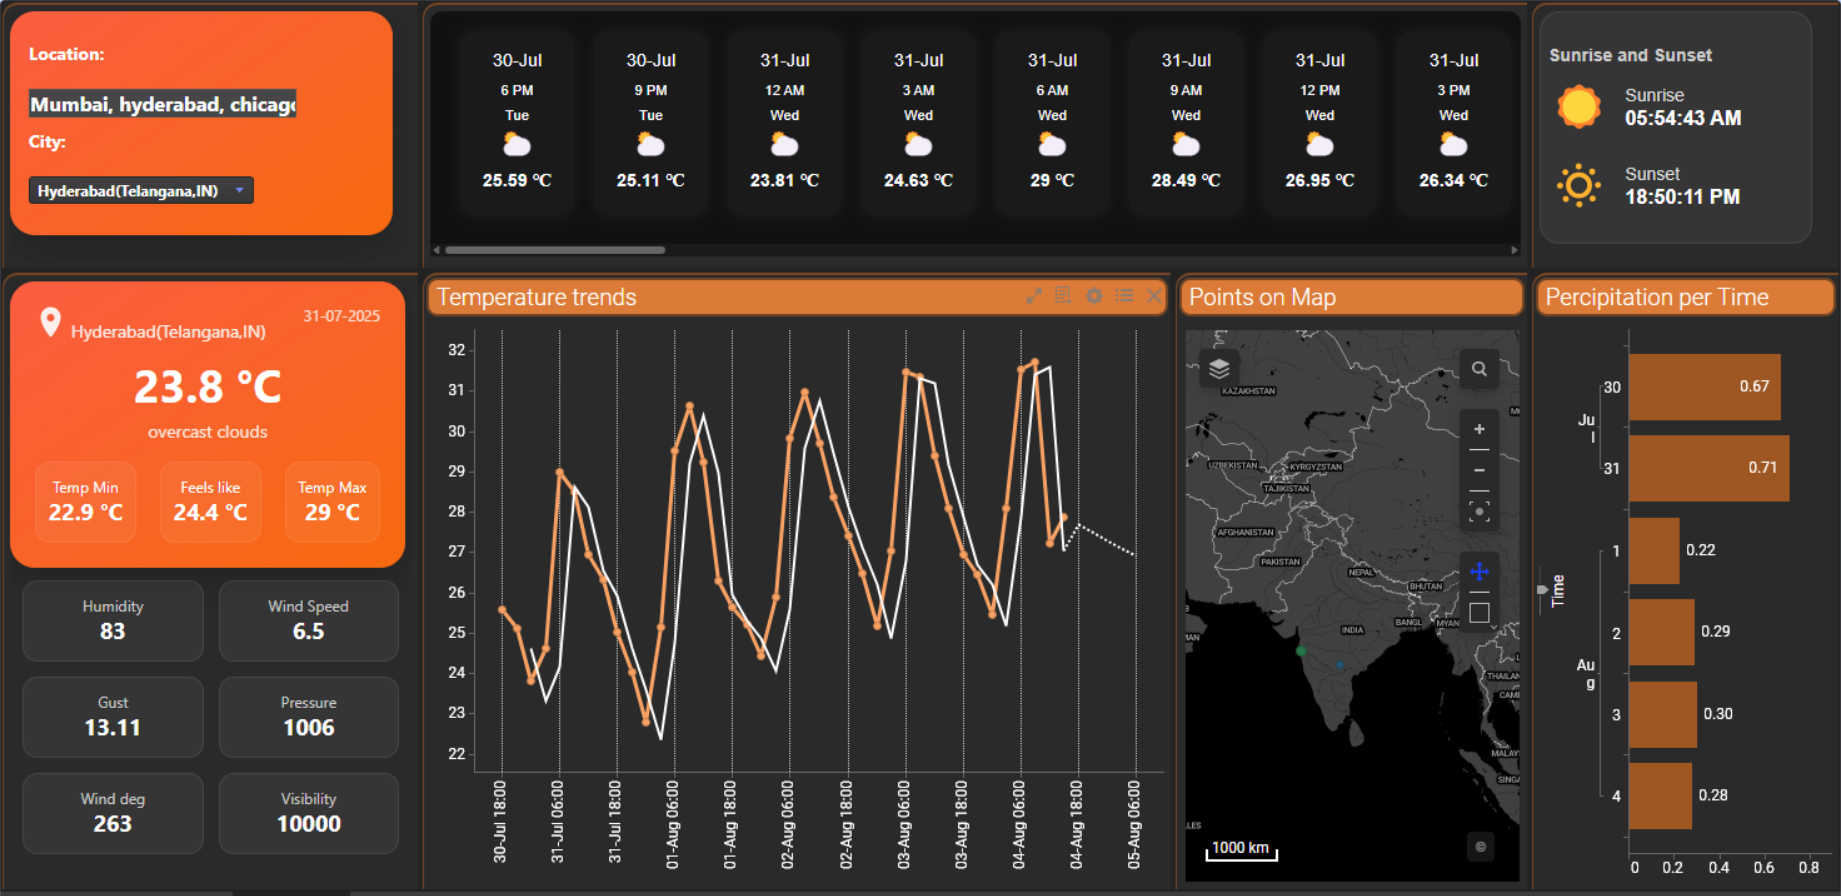 Location:
Mumbai, hyderabad, chicago
City:
Hyderabad(Telangana,IN)
30-Jul 30-Jul 31-Jul 31-Jul 31-Jul 31-Jul 31-Jul 31-Jul
6 PM 9 PM 12 AM 3 AM 6 AM 9 AM 12 PM 3 PM
Tue Tue Wed Wed Wed Wed Wed Wed
25.59 °C 25.11 °C 23.81 °C 24.63 °C 29 °C 28.49 °C 26.95 °C 26.34 °C
Sunrise and Sunset
Sunrise
05:54:43 AM
Sunset
18:50:11 PM
31-07-2025
Hyderabad(Telangana,IN)
23.8 °C
overcast clouds
Temp Min Feels like Temp Max
22.9 °C 24.4 °C 29 °C
Humidity Wind Speed
83 6.5
Gust Pressure
13.11 1006
Wind deg Visibility
263 10000
Temperature trends
32
31
30
29
28
27
26
25
24
23
22
30-Jul 18:00
31-Jul 06:00
31-Jul 18:00
01-Aug 06:00
01-Aug 18:00
02-Aug 06:00
02-Aug 18:00
03-Aug 06:00
03-Aug 18:00
04-Aug 06:00
04-Aug 18:00
05-Aug 06:00
Points on Map
KAZAKHSTAN
UZBEKISTAN
KYRGYZSTAN
TAJIKISTAN
AFGHANISTAN
PAKISTAN
NEPAL
BHUTAN
BANGL MYAN
INDIA
THAILAN
CAM
MALAY
SING
LLES
1000 km
©
Percipitation per Time
Time
Ju
l
30 0.67
31 0.71
Au
g
1 0.22
2 0.29
3 0.30
4 0.28
0 0.2 0.4 0.6 0.8